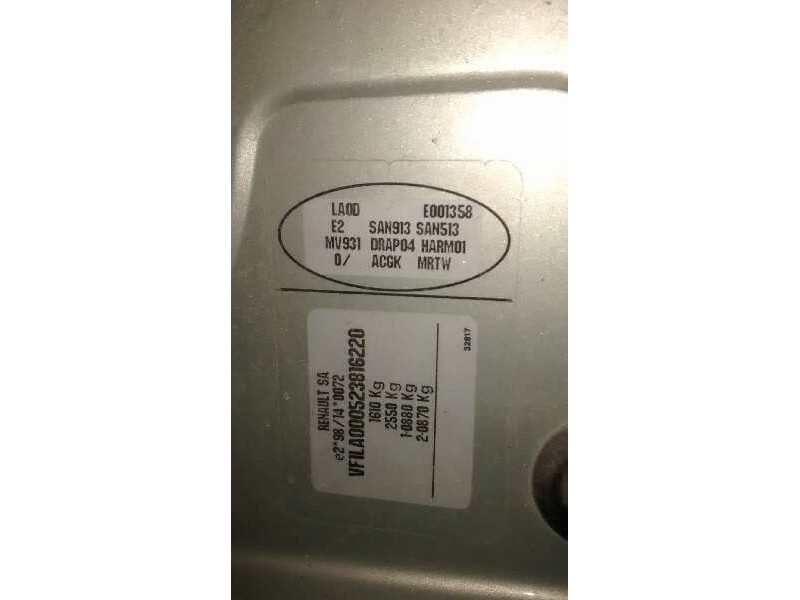 LA0D E001358
E2 SAN913 SAN513
MV931 DRAP04 HARM01
0/ ACGK MRTW
RENAULT SA
e2*98/14*0072
VF1LA0D0523816220
1610 Kg
2550 Kg
1-0880 Kg
2-0870 Kg
32817